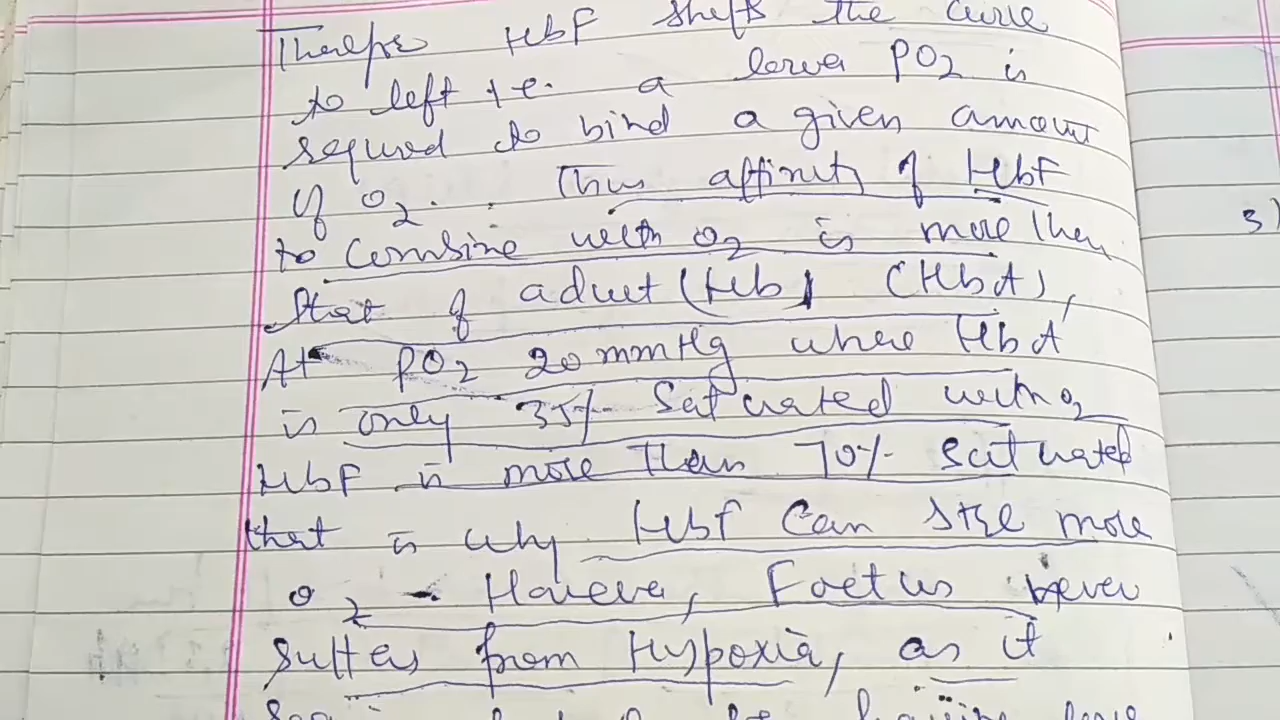 Therefore HbF shifts the curve
to left i.e. a lower PO2 is
required to bind a given amount
of O2. Thus affinity of HbF
to combine with O2 is more than
that of adult (Hb) (HbA),
At PO2 20 mmHg where HbA
is only 35% Saturated with O2
HbF is more than 70% saturated
that is why HbF Can more
O2 - However, Foetus never
suffers from Hypoxia, as it
3)